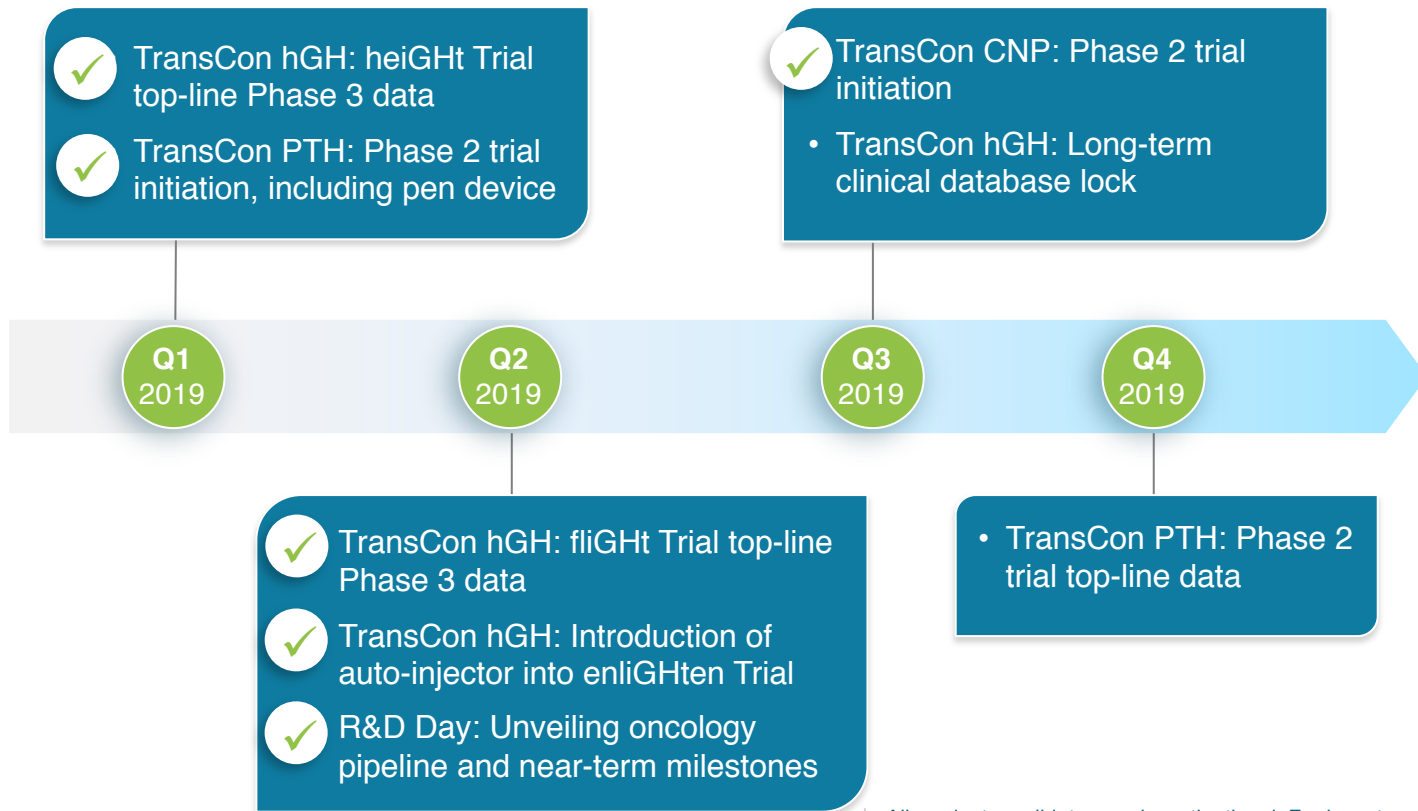 TransCon hGH: heiGHt Trial
top-line Phase 3 data
TransCon PTH: Phase 2 trial
initiation, including pen device
TransCon CNP: Phase 2 trial
initiation
• TransCon hGH: Long-term
clinical database lock
Q1
2019
Q2
2019
Q3
2019
Q4
2019
TransCon hGH: fliGHt Trial top-line
Phase 3 data
TransCon hGH: Introduction of
auto-injector into enliGHten Trial
R&D Day: Unveiling oncology
pipeline and near-term milestones
• TransCon PTH: Phase 2
trial top-line data